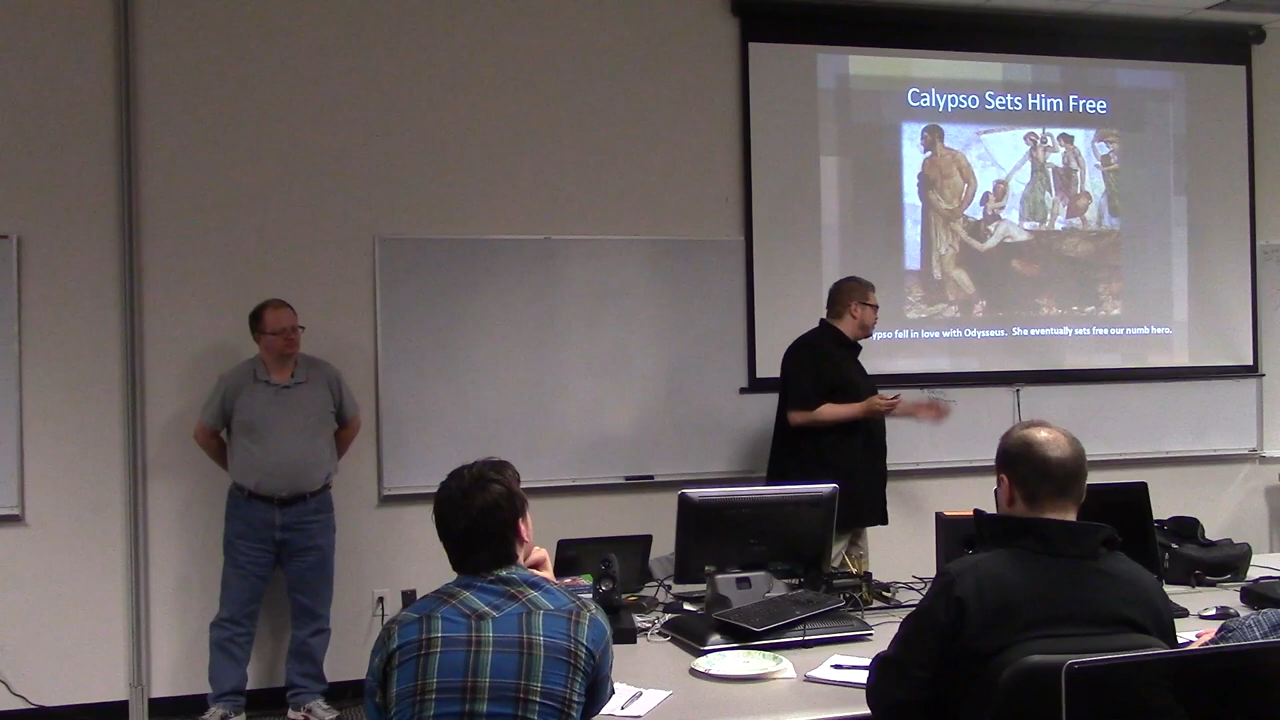 Calypso Sets Him Free
ypso fell in love with Odysseus. She eventually sets free our numb hero.